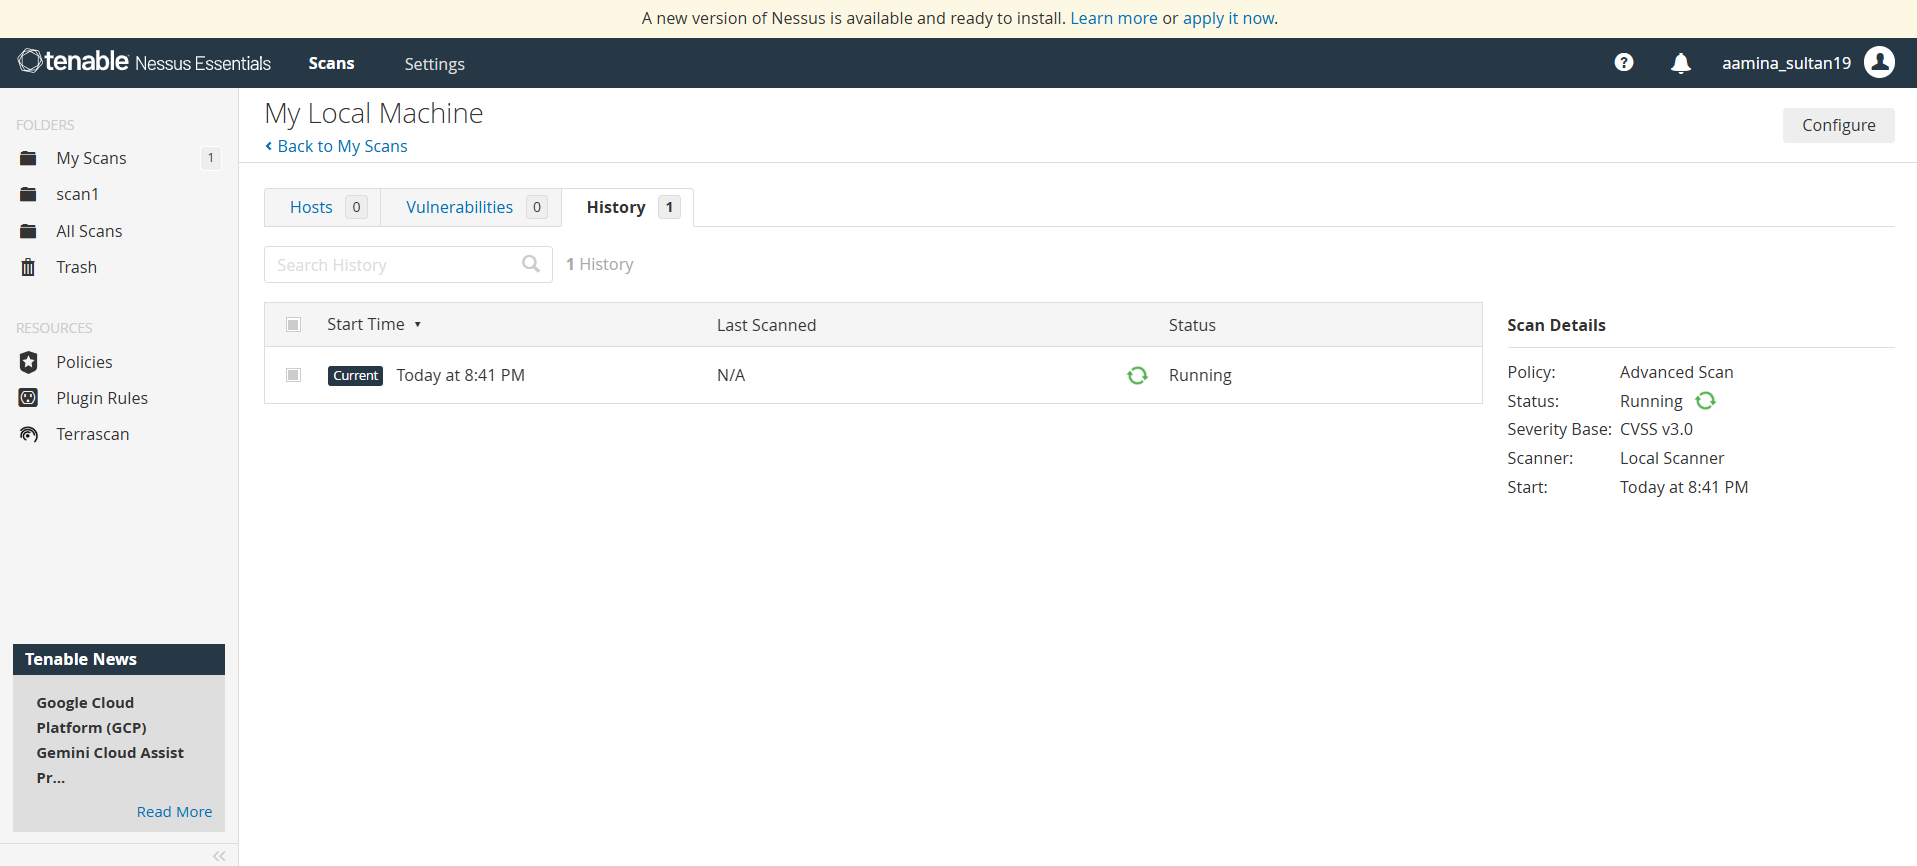 A new version of Nessus is available and ready to install. Learn more or apply it now.
tenable Nessus Essentials Scans Settings ? aamina_sultan19
FOLDERS
My Scans 1
scan1
All Scans
Trash
RESOURCES
Policies
Plugin Rules
Terrascan
Tenable News
Google Cloud
Platform (GCP)
Gemini Cloud Assist
Pr...
Read More
My Local Machine
Back to My Scans
Configure
Hosts 0 Vulnerabilities 0 History 1
Search History 1 History
Start Time Last Scanned Status
Current Today at 8:41 PM N/A Running
Scan Details
Policy: Advanced Scan
Status: Running
Severity Base: CVSS v3.0
Scanner: Local Scanner
Start: Today at 8:41 PM